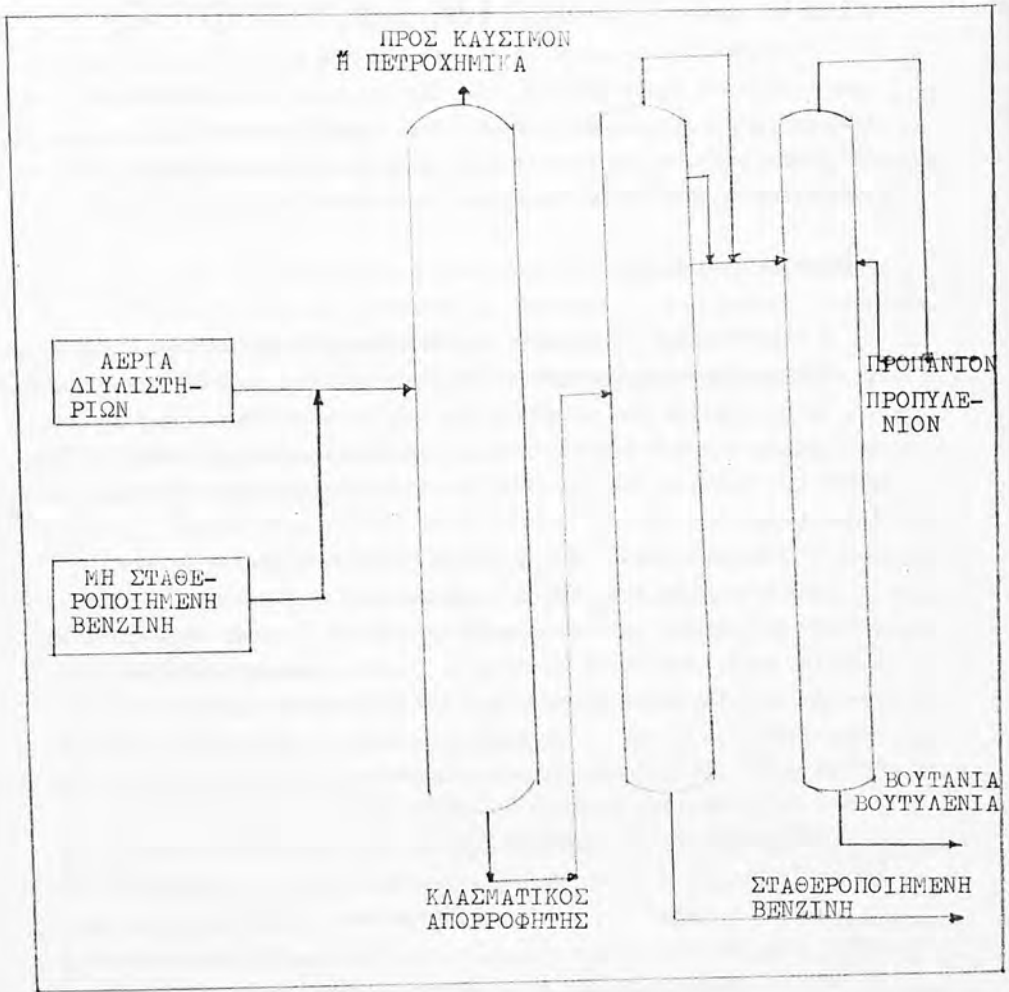 ΠΡΟΣ ΚΑΥΣΙΜΟΝ
Ή ΠΕΤΡΟΧΗΜΙΚΑ
ΑΕΡΙΑ
ΔΙΥΛΙΣΤΗ-
ΡΙΩΝ
ΠΡΟΠΑΝΙΟΝ
ΠΡΟΠΥΛΕ-
ΝΙΟΝ
ΜΗ ΣΤΑΘΕ-
ΡΟΠΟΙΗΜΕΝΗ
ΒΕΝΖΙΝΗ
ΒΟΥΤΑΝΙΑ
ΒΟΥΤΥΛΕΝΙΑ
ΚΛΑΣΜΑΤΙΚΟΣ
ΑΠΟΡΡΟΦΗΤΗΣ
ΣΤΑΘΕΡΟΠΟΙΗΜΕΝΗ
ΒΕΝΖΙΝΗ